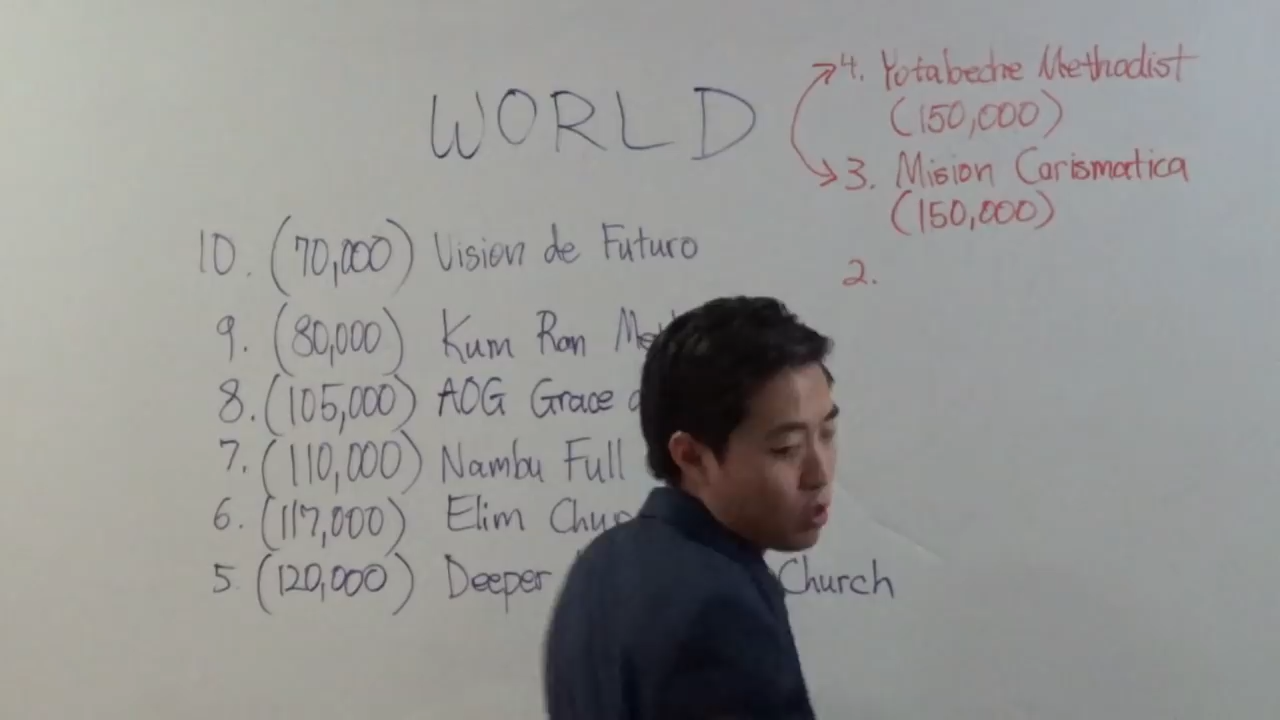 WORLD
10. (70,000) Vision de Futuro
9. (80,000) Kum Ran
8. (105,000) AOG Grace
7. (110,000) Nambu Full
6. (117,000) Elim
5. (120,000) Deeper Church
4. Yotabeche Methodist
(150,000)
3. Mision Carismatica
(150,000)
2.